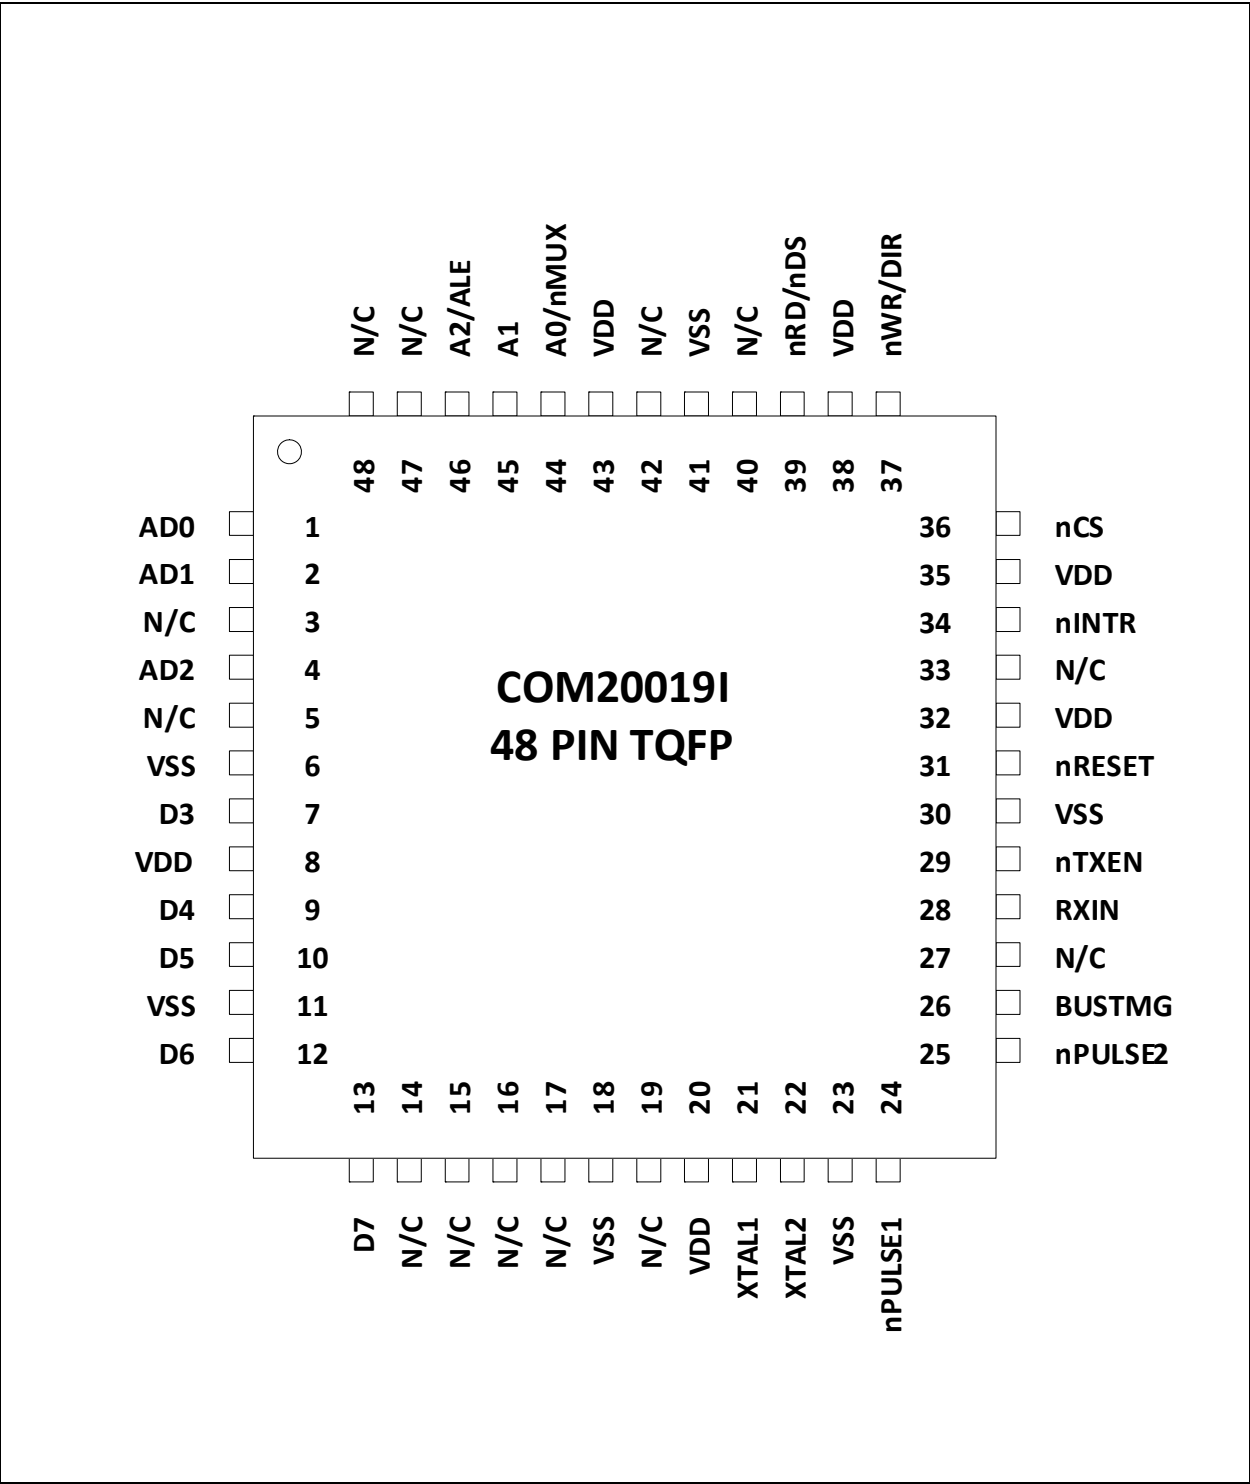 N/C
N/C
A2/ALE
A1
A0/nMUX
VDD
N/C
VSS
N/C
nRD/nDS
VDD
nWR/DIR
48
47
46
45
44
43
42
41
40
39
38
37
AD0 1
AD1 2
N/C 3
AD2 4
N/C 5
VSS 6
D3 7
VDD 8
D4 9
D5 10
VSS 11
D6 12
COM20019I
48 PIN TQFP
36 nCS
35 VDD
34 nINTR
33 N/C
32 VDD
31 nRESET
30 VSS
29 nTXEN
28 RXIN
27 N/C
26 BUSTMG
25 nPULSE2
13
14
15
16
17
18
19
20
21
22
23
24
D7
N/C
N/C
N/C
N/C
VSS
N/C
VDD
XTAL1
XTAL2
VSS
nPULSE1